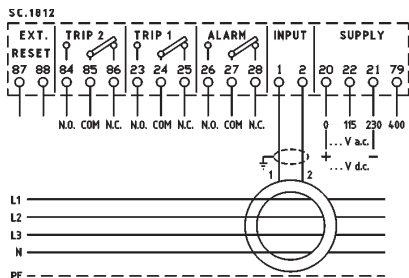 SC.1812
EXT. RESET TRIP 2 TRIP 1 ALARM INPUT SUPPLY
87 88 84 85 86 23 24 25 26 27 28 1 2 20 22 21 79
N.O. COM N.C. N.O. COM N.C. N.O. COM N.C. 0 115 230 400
... V a.c.
+ ... V d.c. −
1 2
L1
L2
L3
N
PE